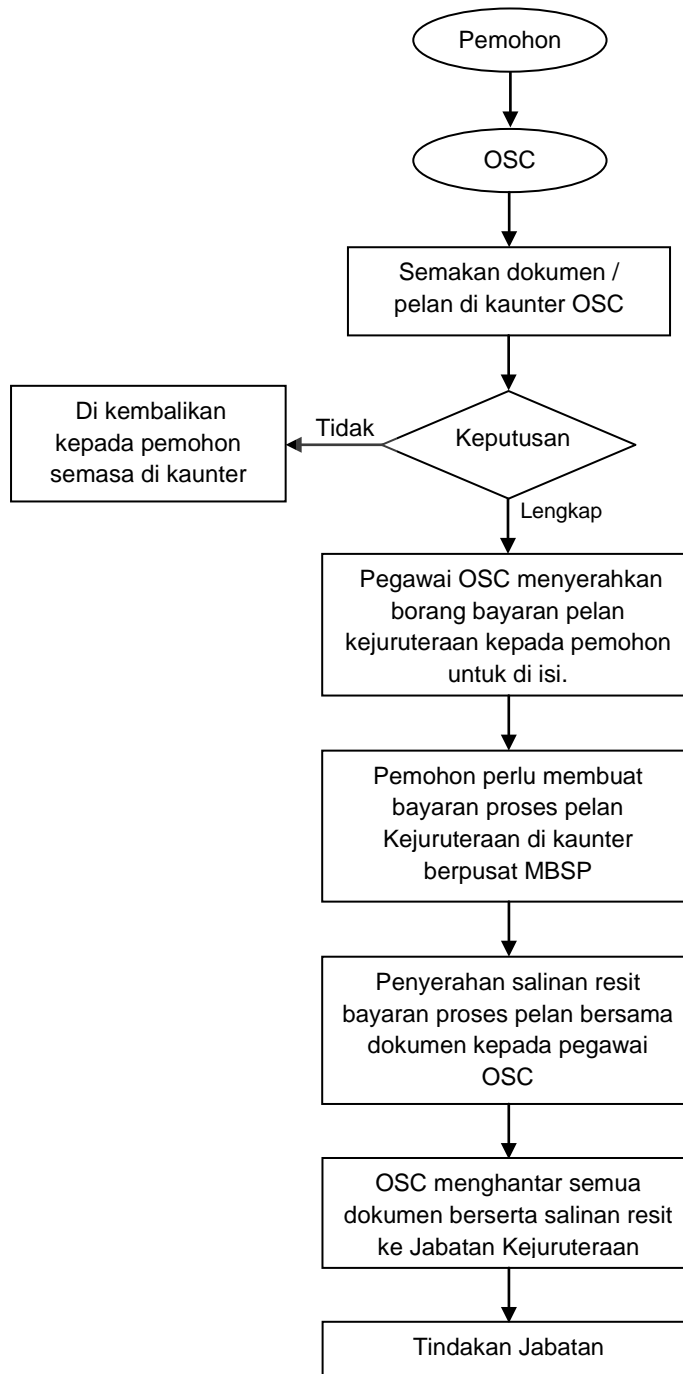 Pemohon
OSC
Semakan dokumen /
pelan di kaunter OSC
Di kembalikan
kepada pemohon
semasa di kaunter
Tidak
Keputusan
Lengkap
Pegawai OSC menyerahkan
borang bayaran pelan
kejuruteraan kepada pemohon
untuk di isi.
Pemohon perlu membuat
bayaran proses pelan
Kejuruteraan di kaunter
berpusat MBSP
Penyerahan salinan resit
bayaran proses pelan bersama
dokumen kepada pegawai
OSC
OSC menghantar semua
dokumen berserta salinan resit
ke Jabatan Kejuruteraan
Tindakan Jabatan